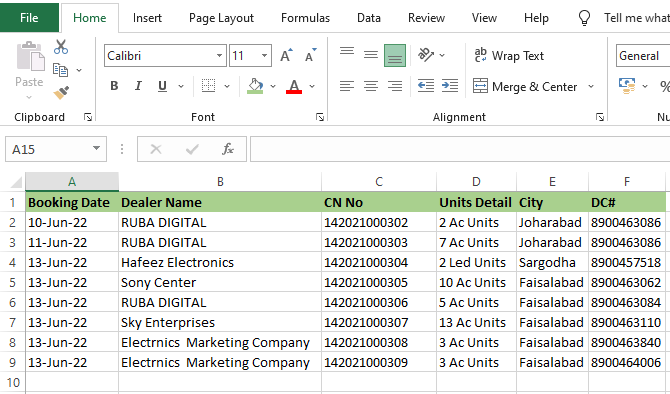 File Home Insert Page Layout Formulas Data Review View Help Tell me what
Paste Calibri 11 A A Wrap Text General
B I U A Merge & Center %
Clipboard Font Alignment Nu
A15 fx
A B C D E F
1 Booking Date Dealer Name CN No Units Detail City DC#
2 10-Jun-22 RUBA DIGITAL 142021000302 2 Ac Units Joharabad 8900463086
3 11-Jun-22 RUBA DIGITAL 142021000303 7 Ac Units Joharabad 8900463086
4 13-Jun-22 Hafeez Electronics 142021000304 2 Led Units Sargodha 8900457518
5 13-Jun-22 Sony Center 142021000305 10 Ac Units Faisalabad 8900463062
6 13-Jun-22 RUBA DIGITAL 142021000306 5 Ac Units Faisalabad 8900463084
7 13-Jun-22 Sky Enterprises 142021000307 13 Ac Units Faisalabad 8900463110
8 13-Jun-22 Electrnics Marketing Company 142021000308 3 Ac Units Faisalabad 8900463840
9 13-Jun-22 Electrnics Marketing Company 142021000309 3 Ac Units Faisalabad 8900464006
10